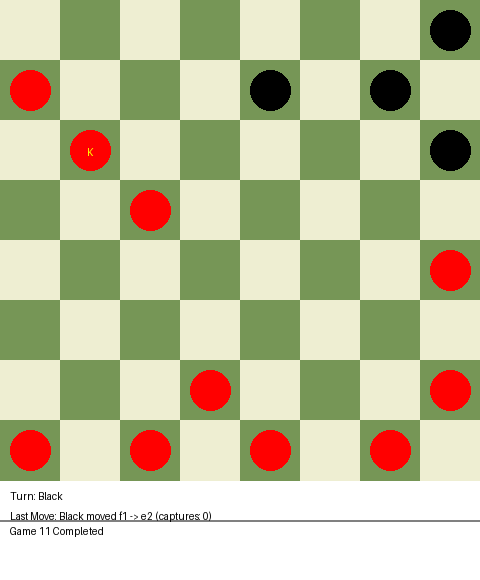 K
Turn: Black
Last Move: Black moved f1 -> e2 (captures: 0)
Game 11 Completed